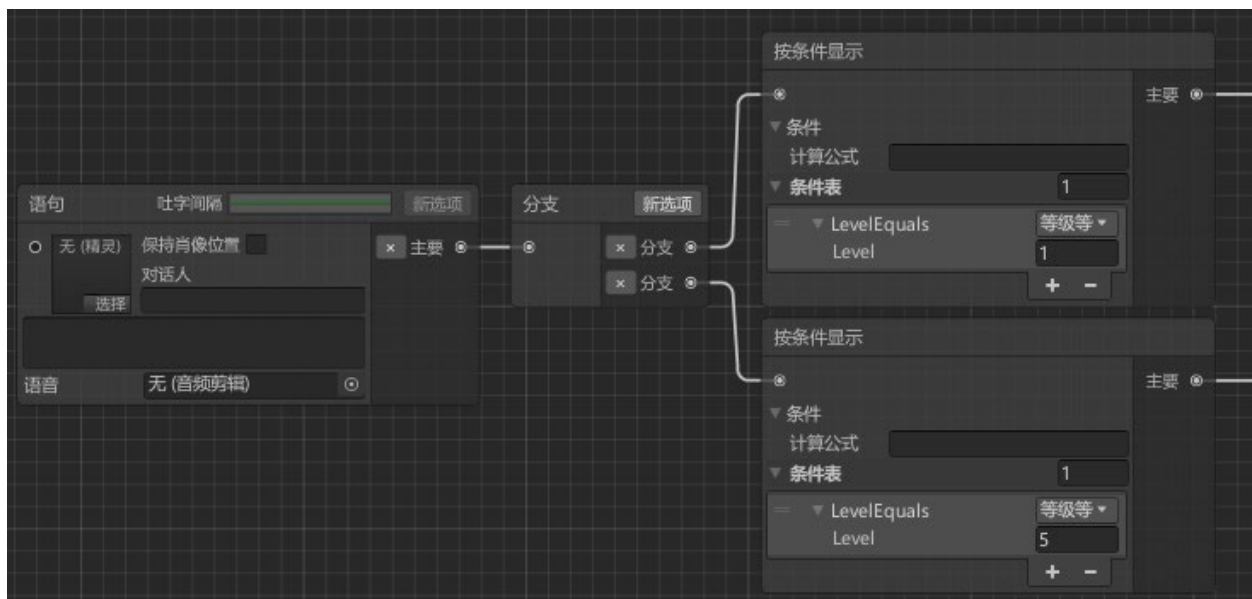 语句 吐字间隔 新选项
无 (精灵) 保持肖像位置
× 主要
对话人
选择
语音 无 (音频剪辑)
分支 新选项
× 分支
× 分支
按条件显示
主要
条件
计算公式
条件表 1
LevelEquals 等级等
Level 1
+ −
按条件显示
主要
条件
计算公式
条件表 1
LevelEquals 等级等
Level 5
+ −